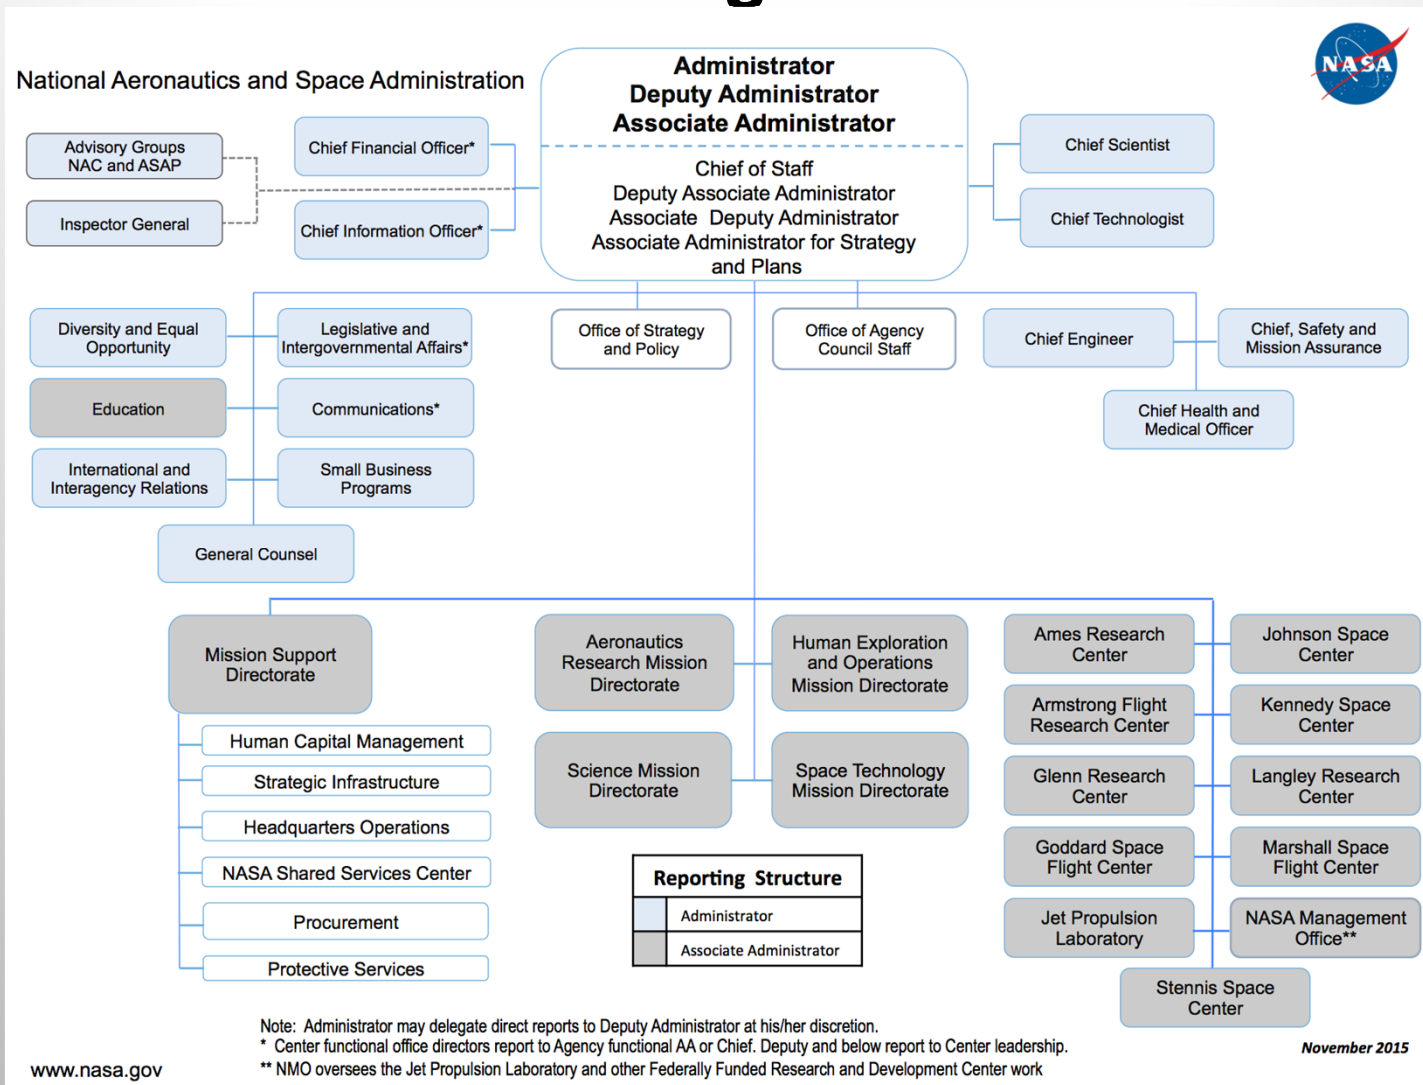 National Aeronautics and Space Administration
Administrator
Deputy Administrator
Associate Administrator
Chief of Staff
Deputy Associate Administrator
Associate Deputy Administrator
Associate Administrator for Strategy
and Plans
NASA
Advisory Groups
NAC and ASAP
Inspector General
Chief Financial Officer*
Chief Information Officer*
Chief Scientist
Chief Technologist
Diversity and Equal
Opportunity
Legislative and
Intergovernmental Affairs*
Education
Communications*
International and
Interagency Relations
Small Business
Programs
General Counsel
Office of Strategy
and Policy
Office of Agency
Council Staff
Chief Engineer
Chief, Safety and
Mission Assurance
Chief Health and
Medical Officer
Mission Support
Directorate
Human Capital Management
Strategic Infrastructure
Headquarters Operations
NASA Shared Services Center
Procurement
Protective Services
Aeronautics
Research Mission
Directorate
Human Exploration
and Operations
Mission Directorate
Science Mission
Directorate
Space Technology
Mission Directorate
Reporting Structure
Administrator
Associate Administrator
Ames Research
Center
Johnson Space
Center
Armstrong Flight
Research Center
Kennedy Space
Center
Glenn Research
Center
Langley Research
Center
Goddard Space
Flight Center
Marshall Space
Flight Center
Jet Propulsion
Laboratory
NASA Management
Office**
Stennis Space
Center
Note: Administrator may delegate direct reports to Deputy Administrator at his/her discretion.
* Center functional office directors report to Agency functional AA or Chief. Deputy and below report to Center leadership.
** NMO oversees the Jet Propulsion Laboratory and other Federally Funded Research and Development Center work
November 2015
www.nasa.gov